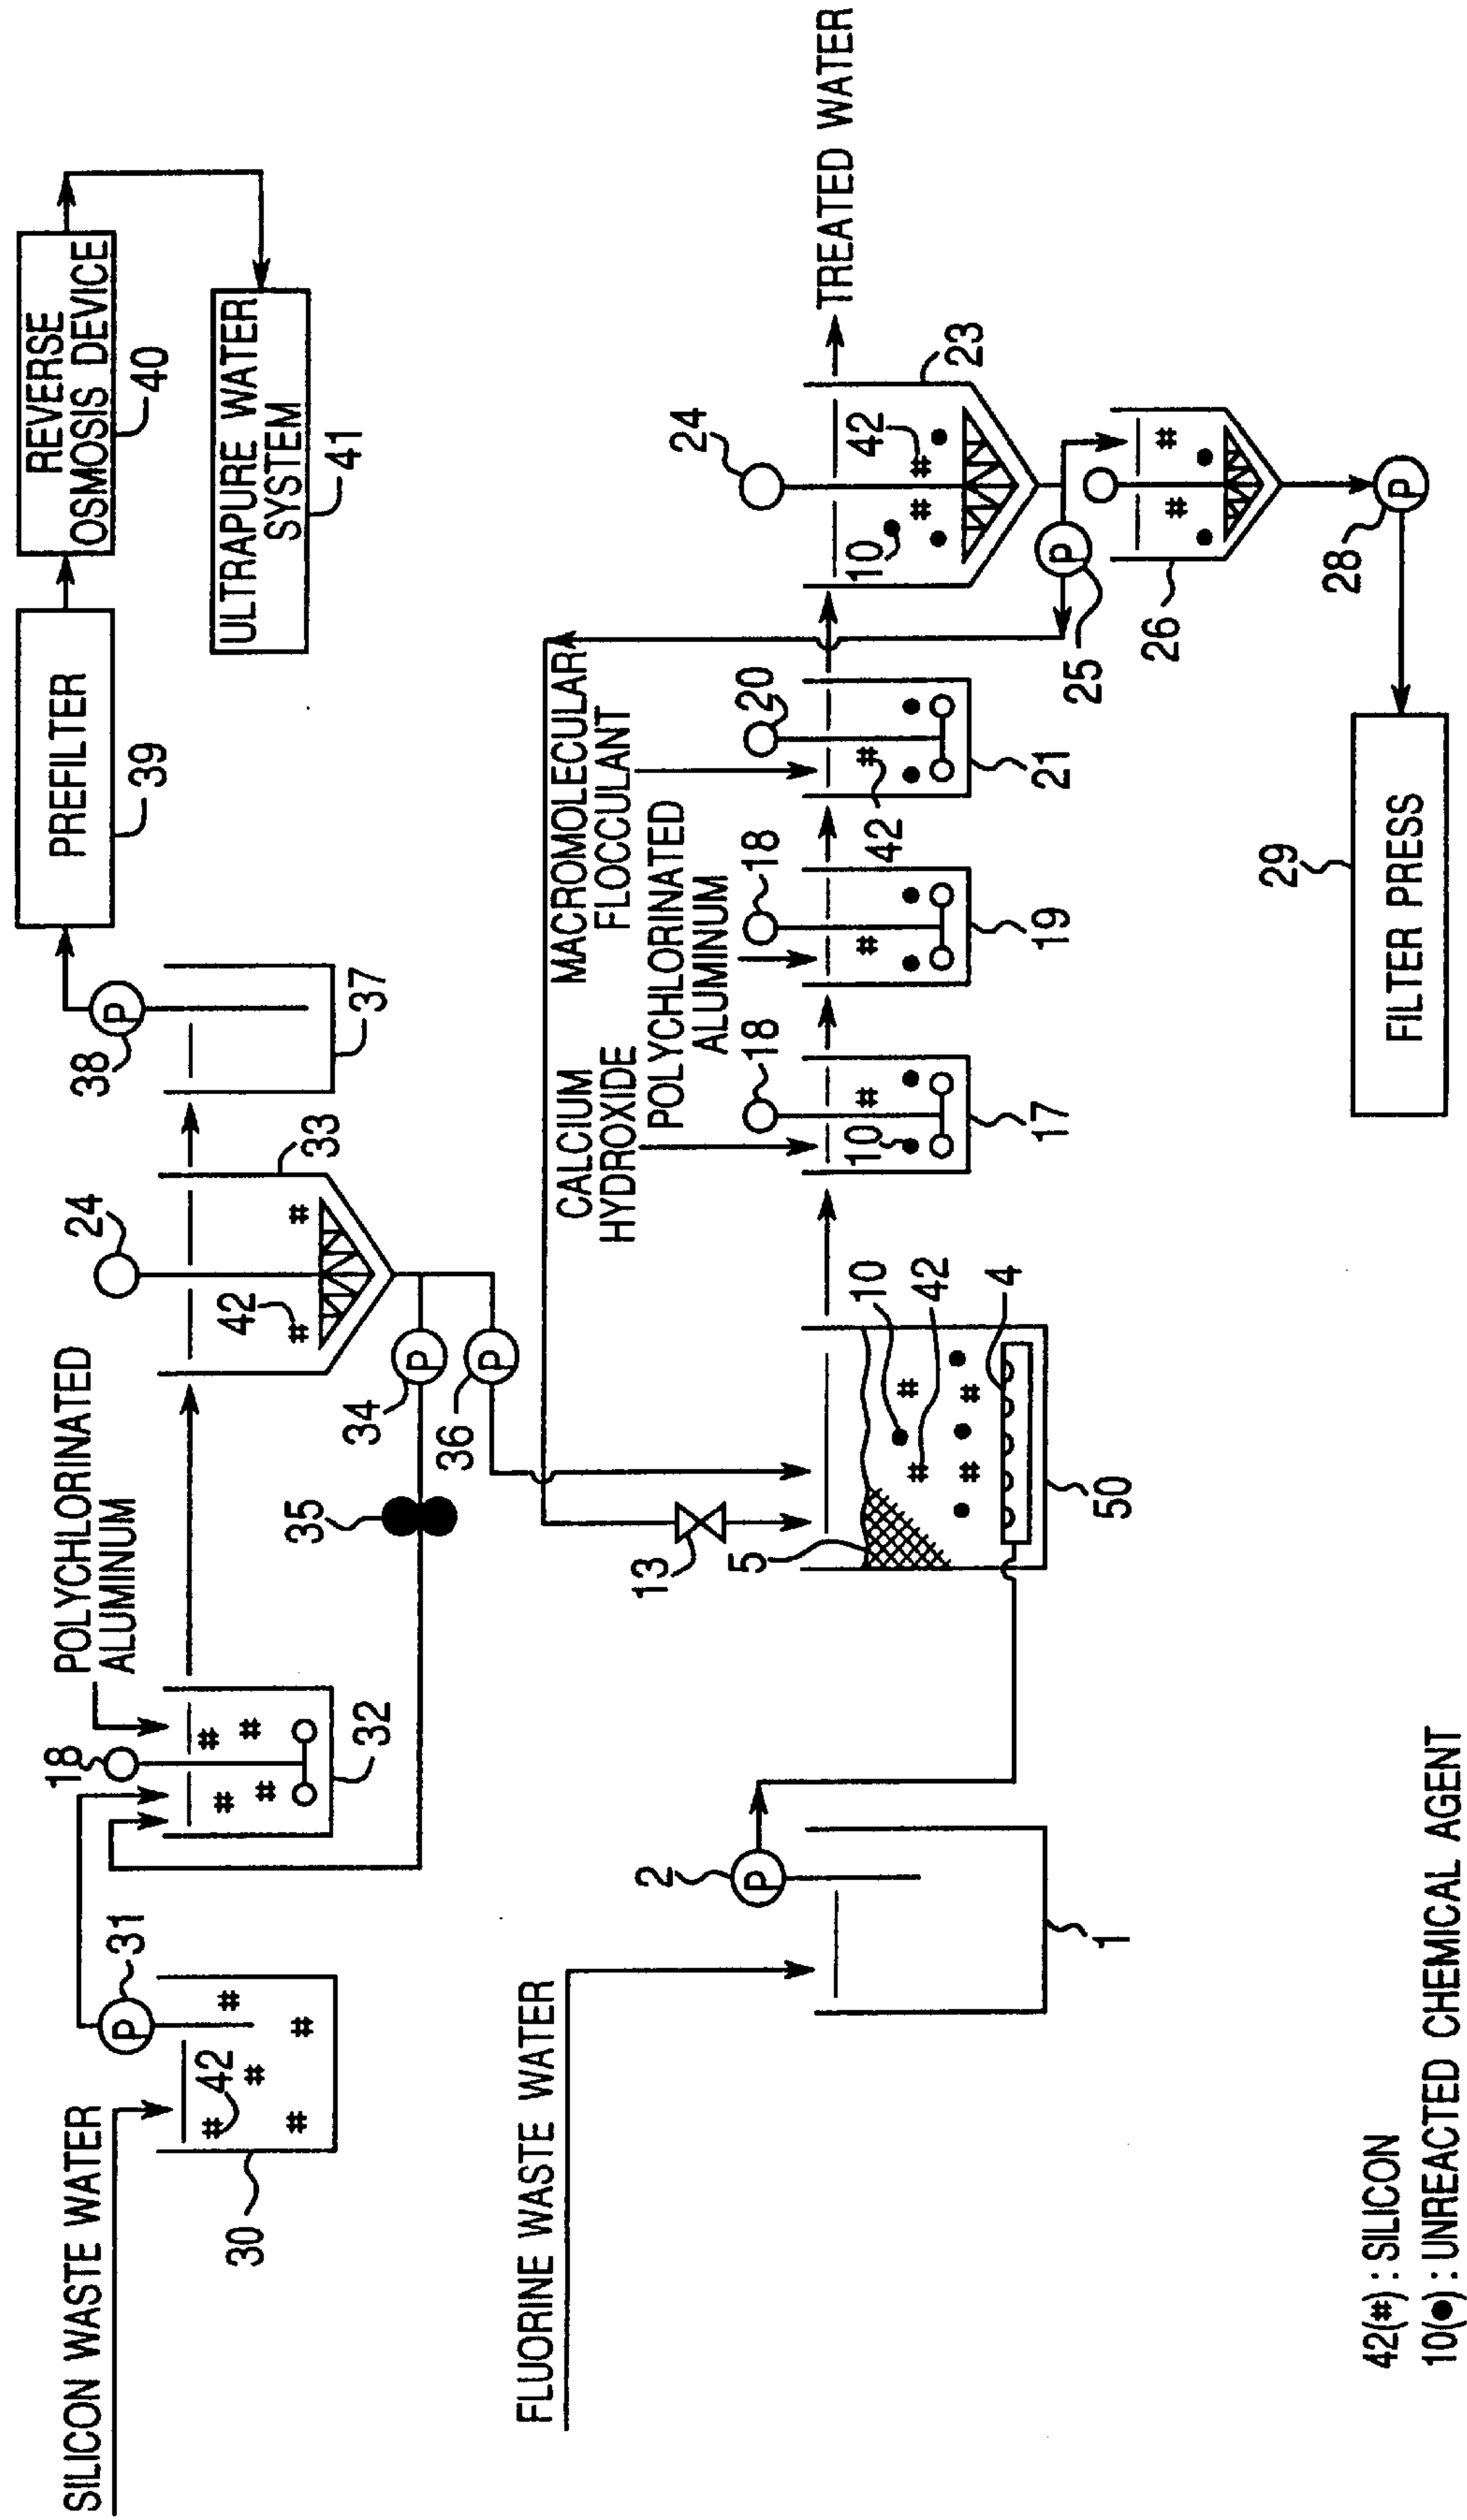 SILICON WASTE WATER
30
42
31
18
POLYCHLORINATED
ALUMINUM
32
35
P
34
P
36
P
24
42
33
38
P
37
PREFILTER
39
REVERSE
OSMOSIS DEVICE
40
ULTRAPURE WATER
SYSTEM
41
FLUORINE WASTE WATER
2
P
1
13
5
10
42
4
50
CALCIUM
HYDROXIDE
18
10
17
POLYCHLORINATED
ALUMINUM
18
19
MACROMOLECULAR
FLOCCULANT
20
42
21
24
10
42
23
TREATED WATER
P
25
26
P
28
29
FILTER PRESS
42(#) : SILICON
10(●) : UNREACTED CHEMICAL AGENT